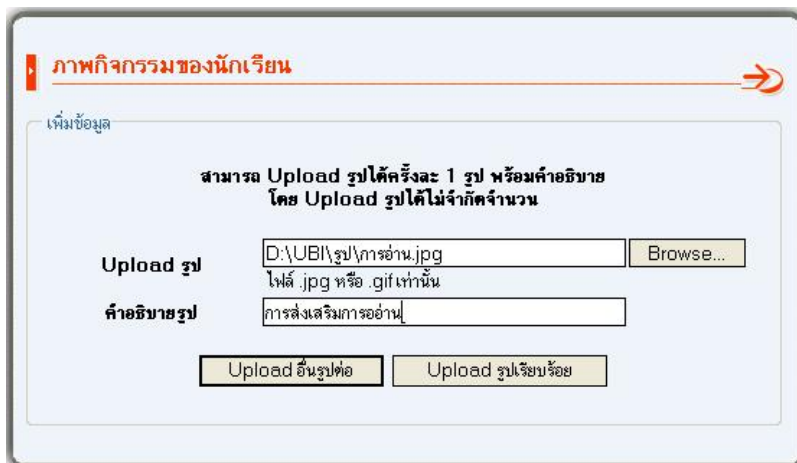 ภาพกิจกรรมของนักเรียน
เพิ่มข้อมูล
สามารถ Upload รูปได้ครั้งละ 1 รูป พร้อมคำอธิบาย
โดย Upload รูปได้ไม่จำกัดจำนวน
Upload รูป D:\UBI\รูป\การอ่าน.jpg Browse...
ไฟล์ .jpg หรือ .gif เท่านั้น
คำอธิบายรูป การส่งเสริมการออ่าน
Upload อื่นรูปต่อ Upload รูปเรียบร้อย